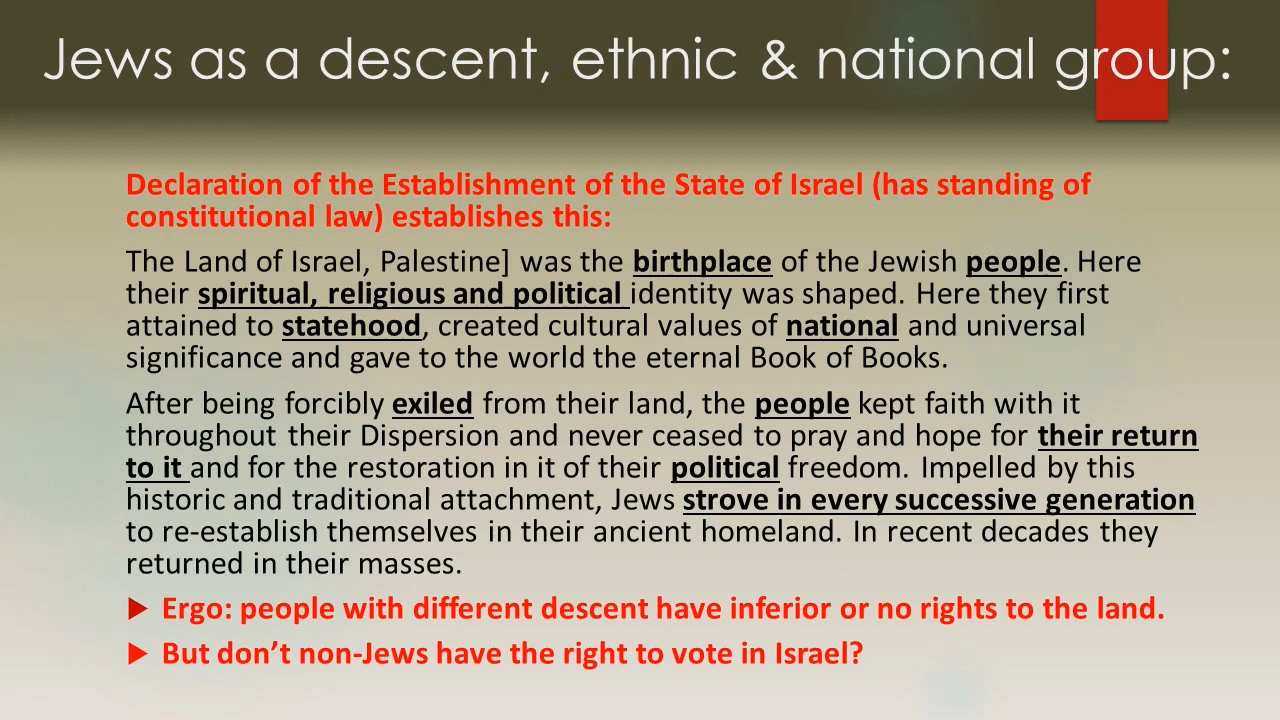 Jews as a descent, ethnic & national group:
Declaration of the Establishment of the State of Israel (has standing of
constitutional law) establishes this:
The Land of Israel, Palestine] was the birthplace of the Jewish people. Here
their spiritual, religious and political identity was shaped. Here they first
attained to statehood, created cultural values of national and universal
significance and gave to the world the eternal Book of Books.
After being forcibly exiled from their land, the people kept faith with it
throughout their Dispersion and never ceased to pray and hope for their return
to it and for the restoration in it of their political freedom. Impelled by this
historic and traditional attachment, Jews strove in every successive generation
to re-establish themselves in their ancient homeland. In recent decades they
returned in their masses.
Ergo: people with different descent have inferior or no rights to the land.
But don’t non-Jews have the right to vote in Israel?